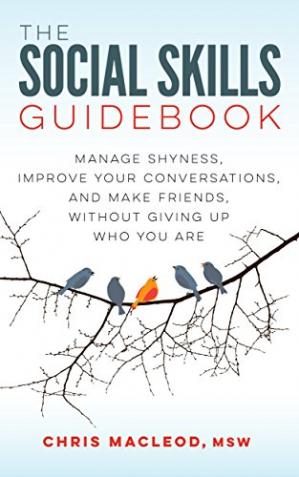 THE
SOCIAL SKILLS
GUIDEBOOK
MANAGE SHYNESS,
IMPROVE YOUR CONVERSATIONS,
AND MAKE FRIENDS,
WITHOUT GIVING UP
WHO YOU ARE
CHRIS MACLEOD, MSW